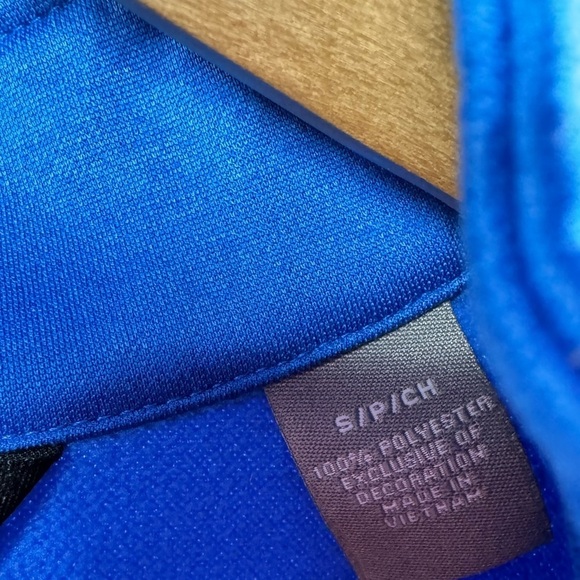 S/P/CH
100% POLYESTER
EXCLUSIVE OF
DECORATION
MADE IN
VIETNAM